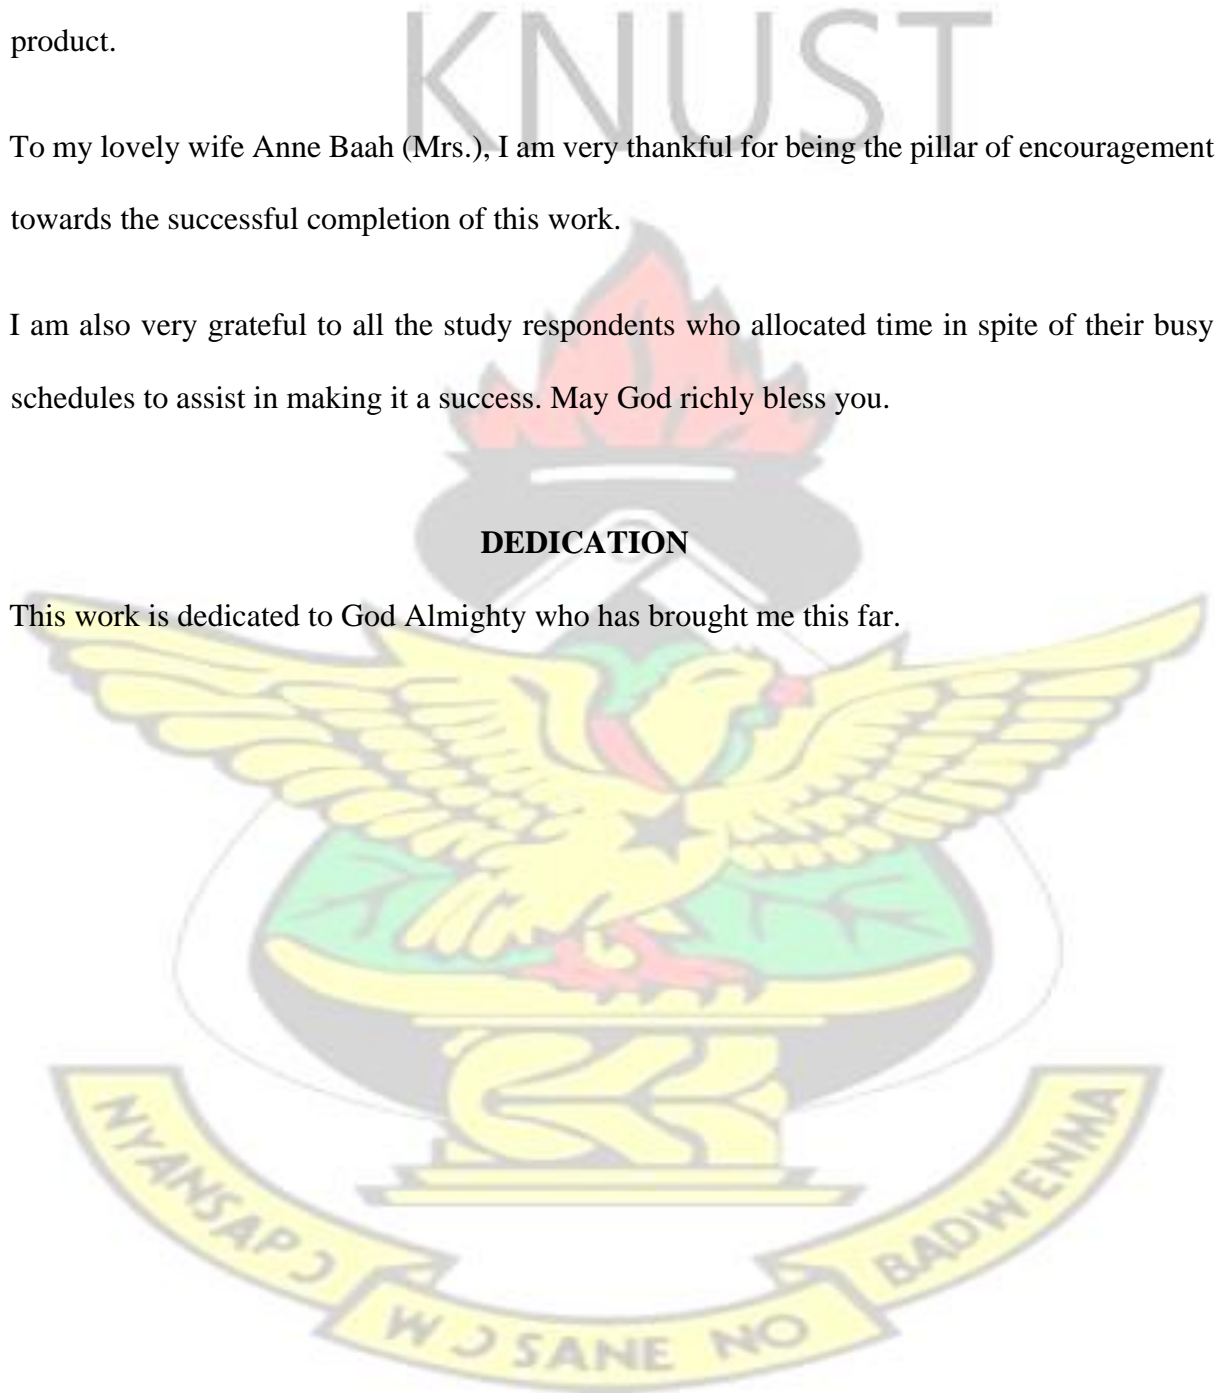 KNUST
product.
To my lovely wife Anne Baah (Mrs.), I am very thankful for being the pillar of encouragement
towards the successful completion of this work.
I am also very grateful to all the study respondents who allocated time in spite of their busy
schedules to assist in making it a success. May God richly bless you.
DEDICATION
This work is dedicated to God Almighty who has brought me this far.
NYANSAPƆ WƆSANE NO BADWENMA